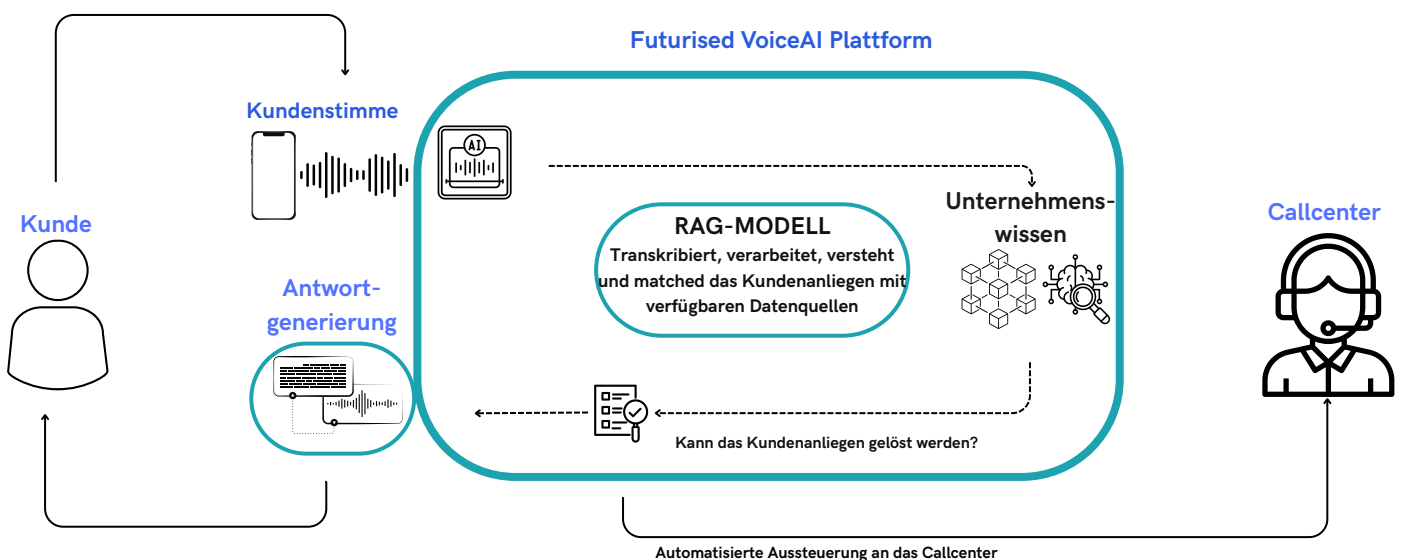 Futurised VoiceAI Plattform
Kundenstimme
AI
Kunde
Antwort-
generierung
RAG-MODELL
Transkribiert, verarbeitet, versteht
und matched das Kundenanliegen mit
verfügbaren Datenquellen
Unternehmens-
wissen
Callcenter
Kann das Kundenanliegen gelöst werden?
Automatisierte Aussteuerung an das Callcenter